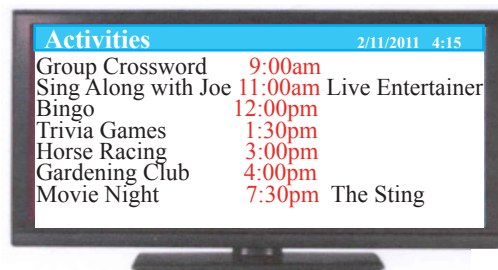 Activities 2/11/2011 4:15
Group Crossword 9:00am
Sing Along with Joe 11:00am Live Entertainer
Bingo 12:00pm
Trivia Games 1:30pm
Horse Racing 3:00pm
Gardening Club 4:00pm
Movie Night 7:30pm The Sting